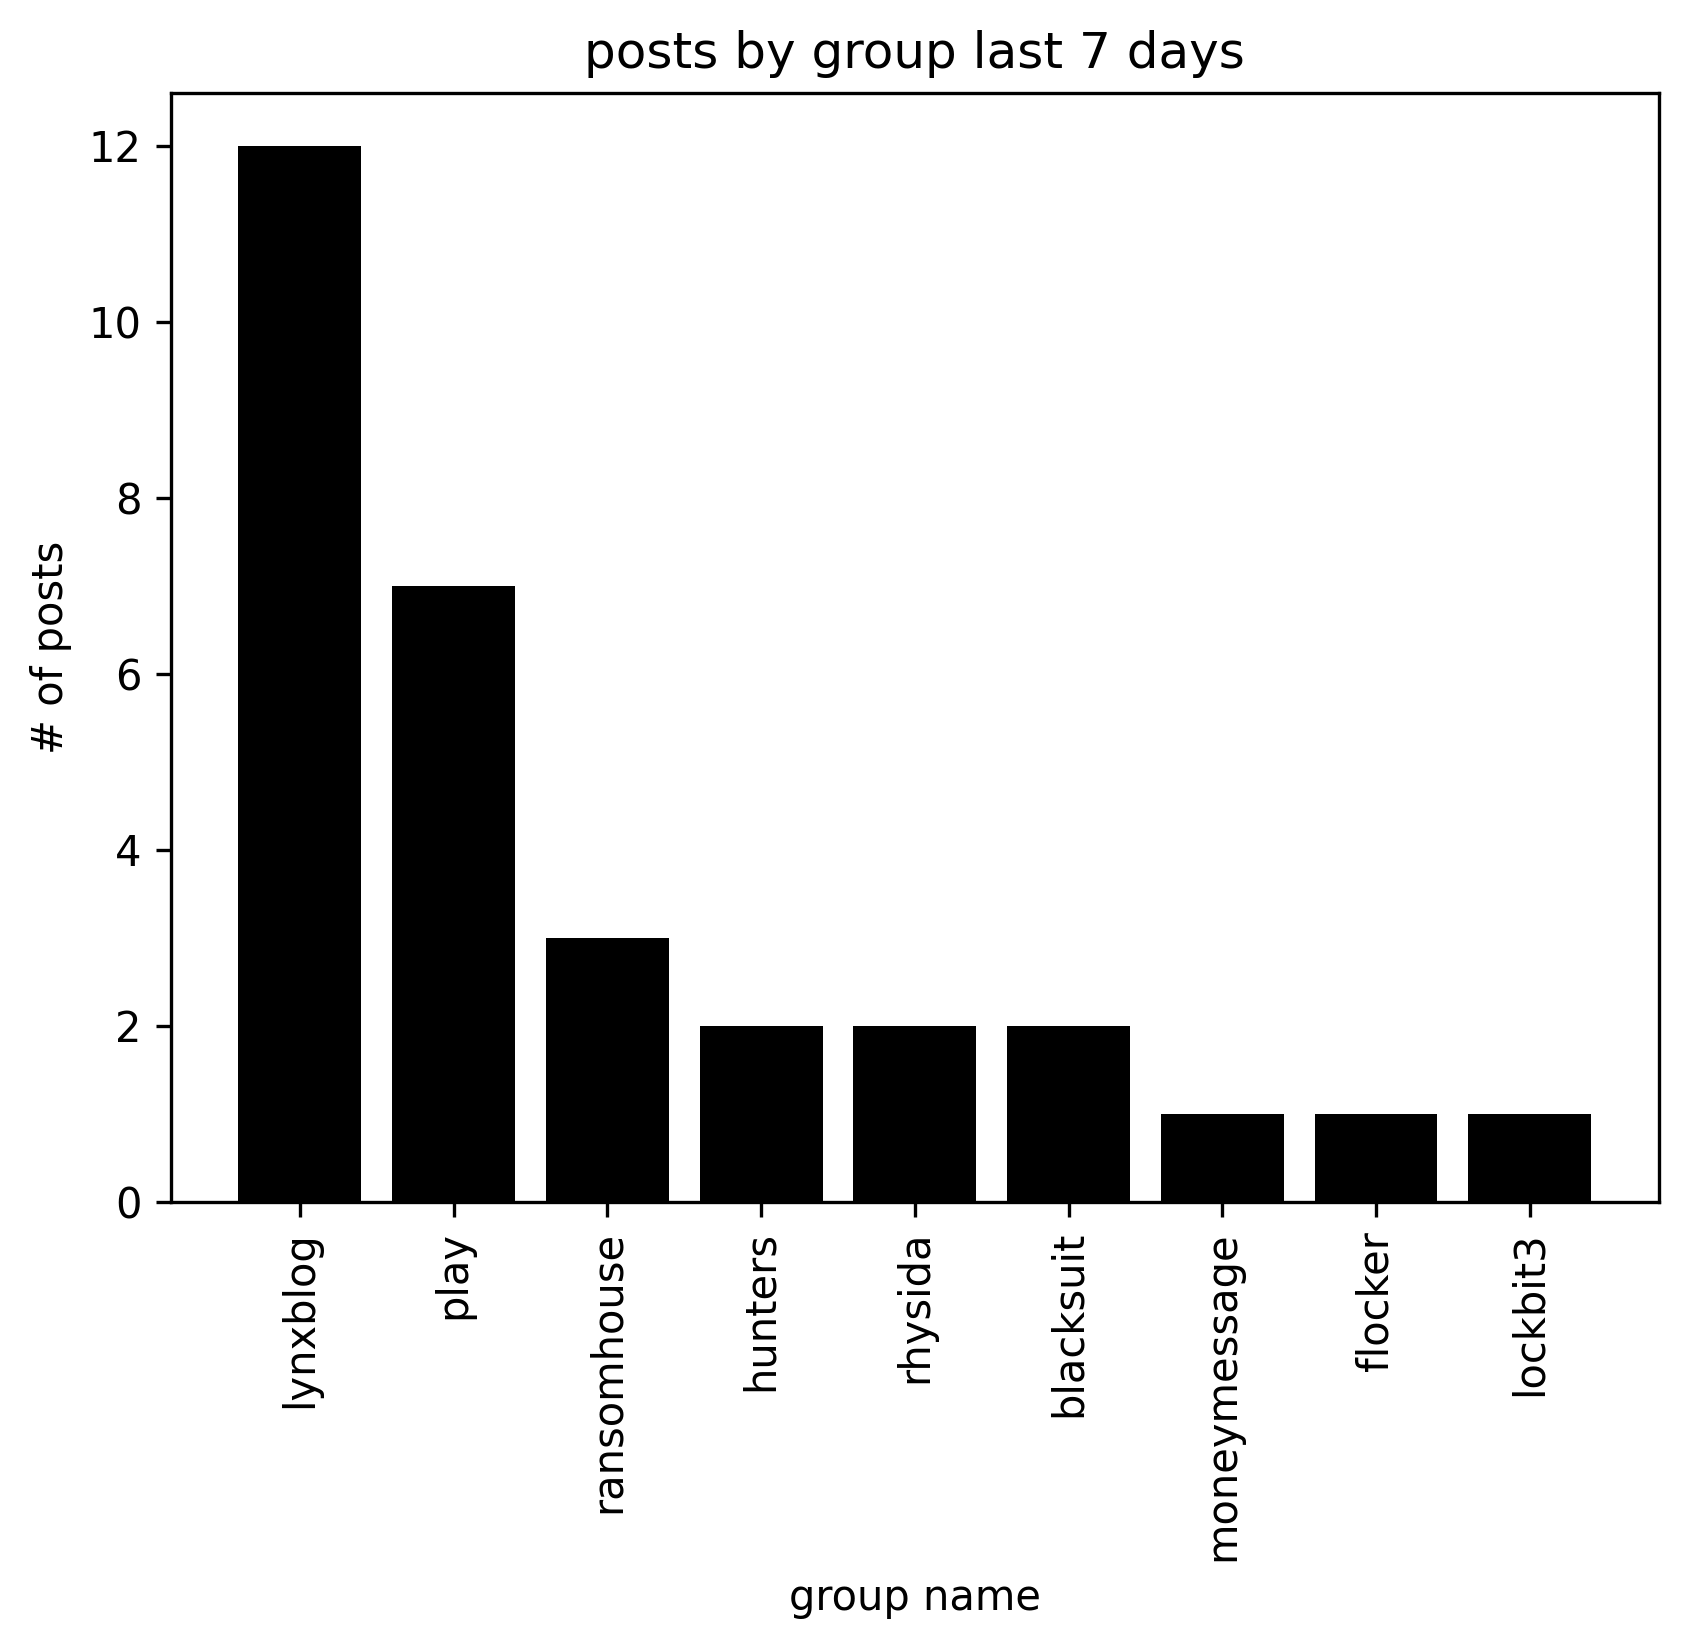 posts by group last 7 days
12
10
8
6
4
2
0
# of posts
lynxblog
play
ransomhouse
hunters
rhysida
blacksuit
moneymessage
flocker
lockbit3
group name